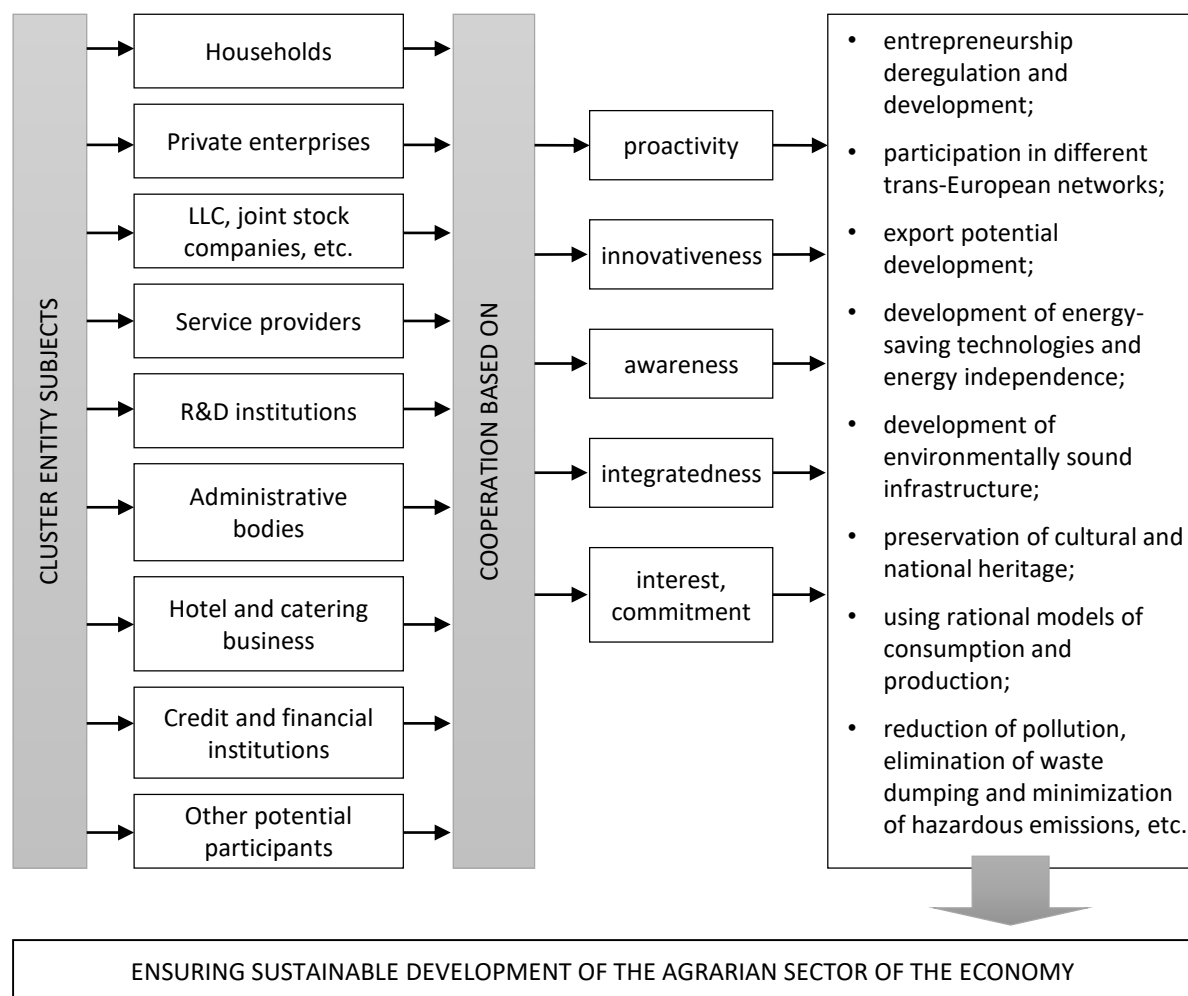 CLUSTER ENTITY SUBJECTS
Households
Private enterprises
LLC, joint stock
companies, etc.
Service providers
R&D institutions
Administrative
bodies
Hotel and catering
business
Credit and financial
institutions
Other potential
participants
COOPERATION BASED ON
proactivity
innovativeness
awareness
integratedness
interest,
commitment
• entrepreneurship
deregulation and
development;
• participation in different
trans-European networks;
• export potential
development;
• development of energy-
saving technologies and
energy independence;
• development of
environmentally sound
infrastructure;
• preservation of cultural and
national heritage;
• using rational models of
consumption and
production;
• reduction of pollution,
elimination of waste
dumping and minimization
of hazardous emissions, etc.
ENSURING SUSTAINABLE DEVELOPMENT OF THE AGRARIAN SECTOR OF THE ECONOMY